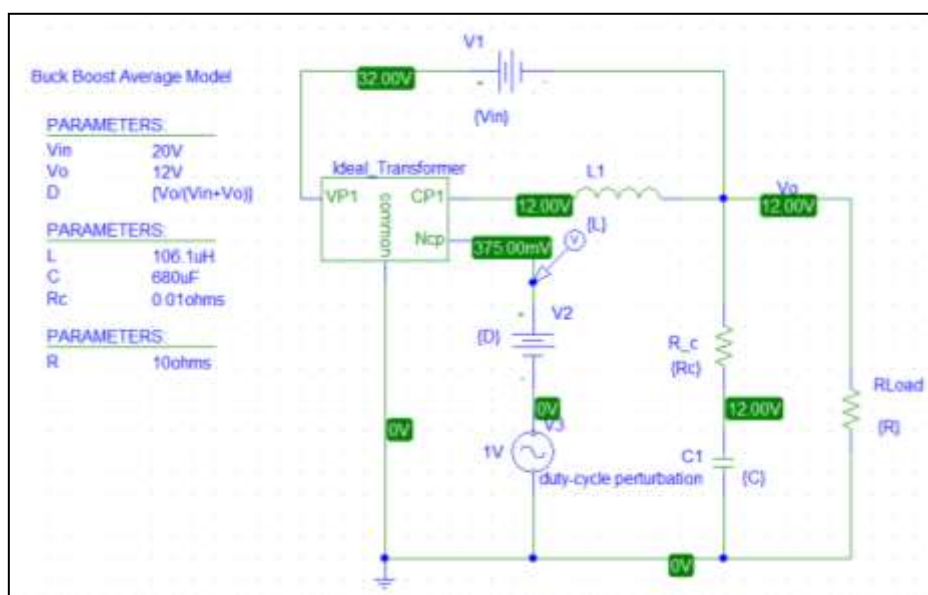 Buck Boost Average Model
PARAMETERS:
Vin 20V
Vo 12V
D {Vo/(Vin+Vo)}
PARAMETERS:
L 106.1uH
C 680uF
Rc 0.01ohms
PARAMETERS:
R 10ohms
V1
32.00V
{Vin}
Ideal_Transformer
VP1
common
CP1
Ncp
12.00V
L1
{L}
V
375.00mV
Vo
12.00V
V2
{D}
0V
0V
V3
1V
duty-cycle perturbation
R_c
{Rc}
12.00V
C1
{C}
RLoad
{R}
0V